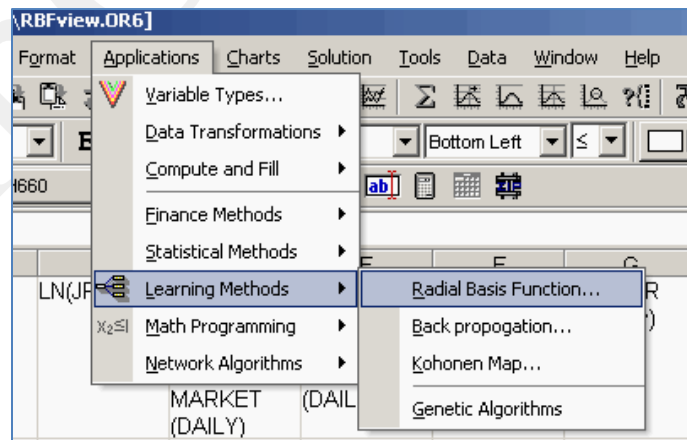 \RBFview.OR6]
Format Applications Charts Solution Tools Data Window Help
Variable Types...
Σ ?{}
Data Transformations
Bottom Left ≤
Compute and Fill
ab
Finance Methods
Statistical Methods
G
LN(JP
Learning Methods
Radial Basis Function...
R
X₂≤| Math Programming
Back propogation...
)
Network Algorithms
Kohonen Map...
MARKET (DAIL
Genetic Algorithms
(DAILY)